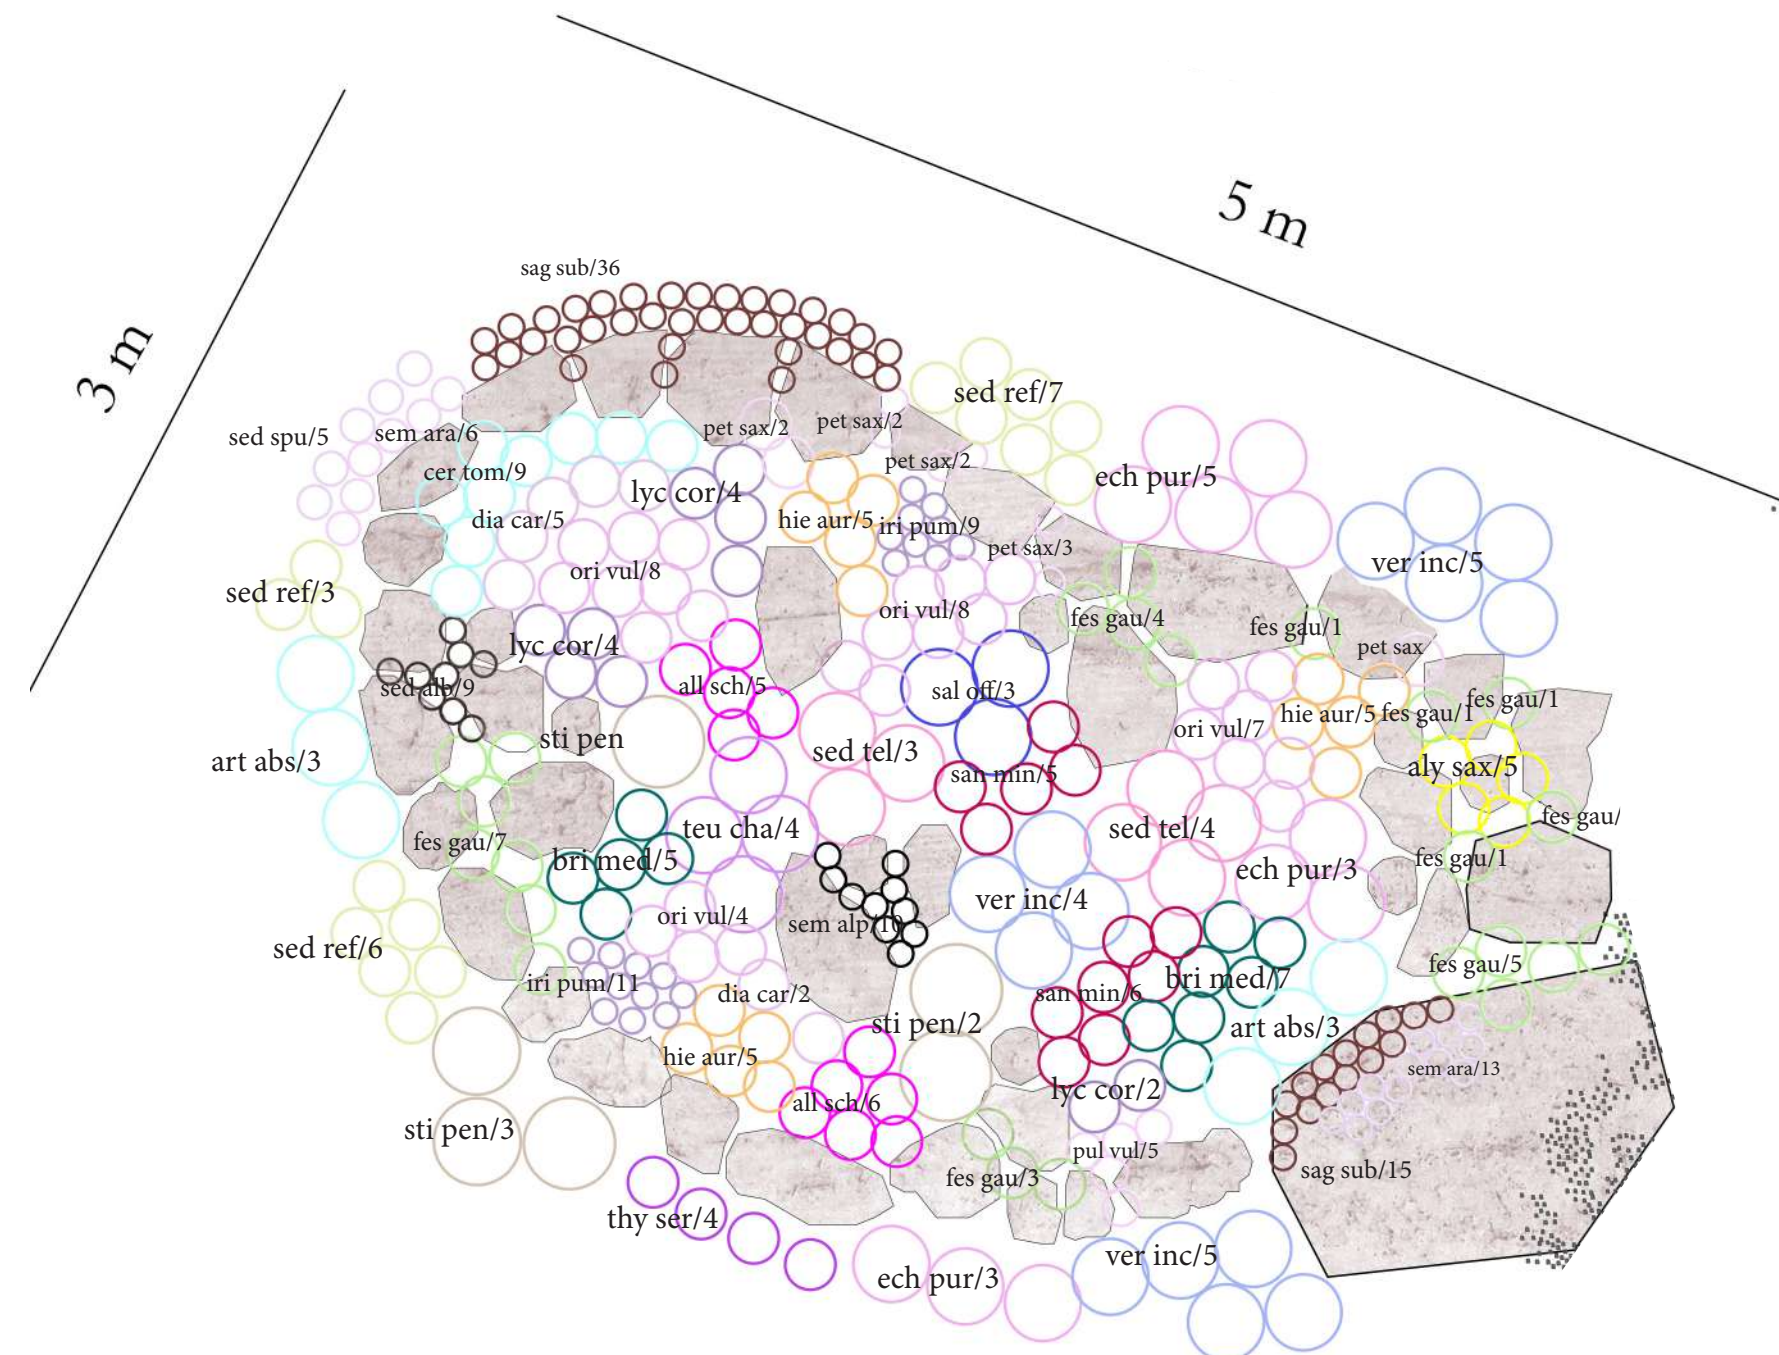 5 m
3 m
sag sub/36
sed ref/7
pet sax/2
pet sax/2
sed spu/5
sem ara/6
pet sax/2
cer tom/9
ech pur/5
lyc cor/4
dia car/5
hie aur/5
iri pum/9
pet sax/3
ver inc/5
ori vul/8
sed ref/3
ori vul/8
fes gau/4
fes gau/1
lyc cor/4
pet sax
sed alb/9
all sch/5
sal off/3
fes gau/1
hie aur/5
fes gau/1
ori vul/7
sti pen
sed tel/3
art abs/3
san min/5
aly sax/5
fes gau/
teu cha/4
sed tel/4
fes gau/7
bri med/5
fes gau/1
ech pur/3
ver inc/4
ori vul/4
sem alp/10
sed ref/6
fes gau/5
iri pum/11
dia car/2
san min/6
bri med/7
sti pen/2
art abs/3
hie aur/5
sem ara/13
lyc cor/2
all sch/6
sti pen/3
pul vul/5
fes gau/3
sag sub/15
thy ser/4
ver inc/5
ech pur/3